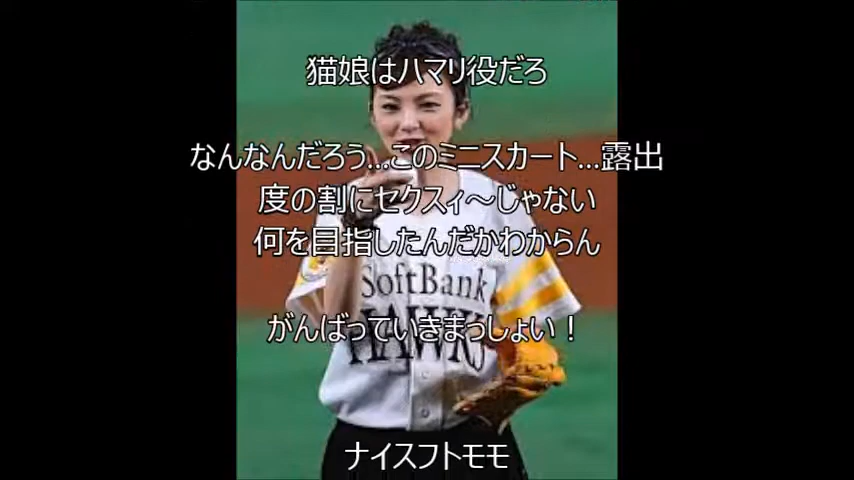 猫娘はハマリ役だろ
なんなんだろう...このミニスカート...露出
度の割にセクスィ～じゃない
何を目指したんだかわからん
SoftBank
がんばっていきまっしょい！
HAWKS
ナイスフトモモ